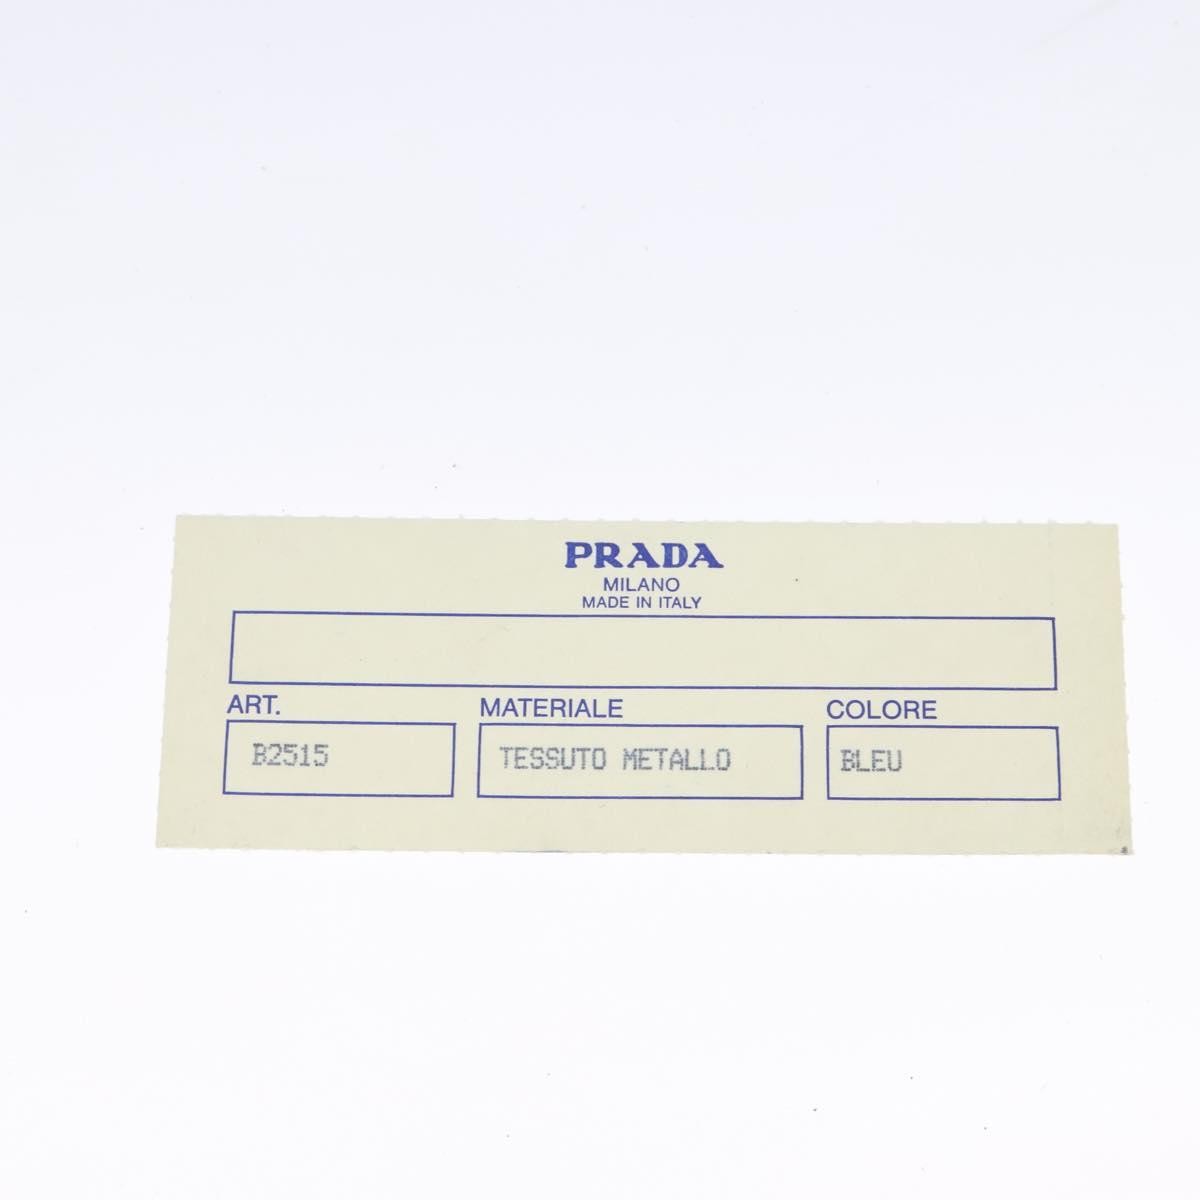 PRADA
MILANO
MADE IN ITALY
ART. MATERIALE COLORE
B2515 TESSUTO METALLO BLEU